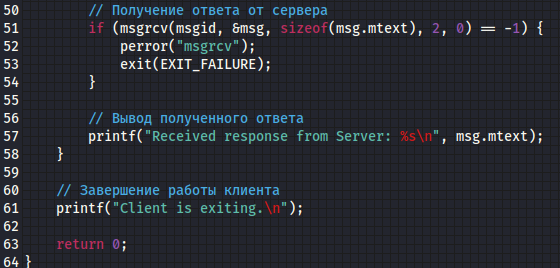 50 // Получение ответа от сервера
51 if (msgrcv(msgid, &msg, sizeof(msg.mtext), 2, 0) == -1) {
52 perror("msgrcv");
53 exit(EXIT_FAILURE);
54 }
55
56 // Вывод полученного ответа
57 printf("Received response from Server: %s\n", msg.mtext);
58 }
59
60 // Завершение работы клиента
61 printf("Client is exiting.\n");
62
63 return 0;
64 }